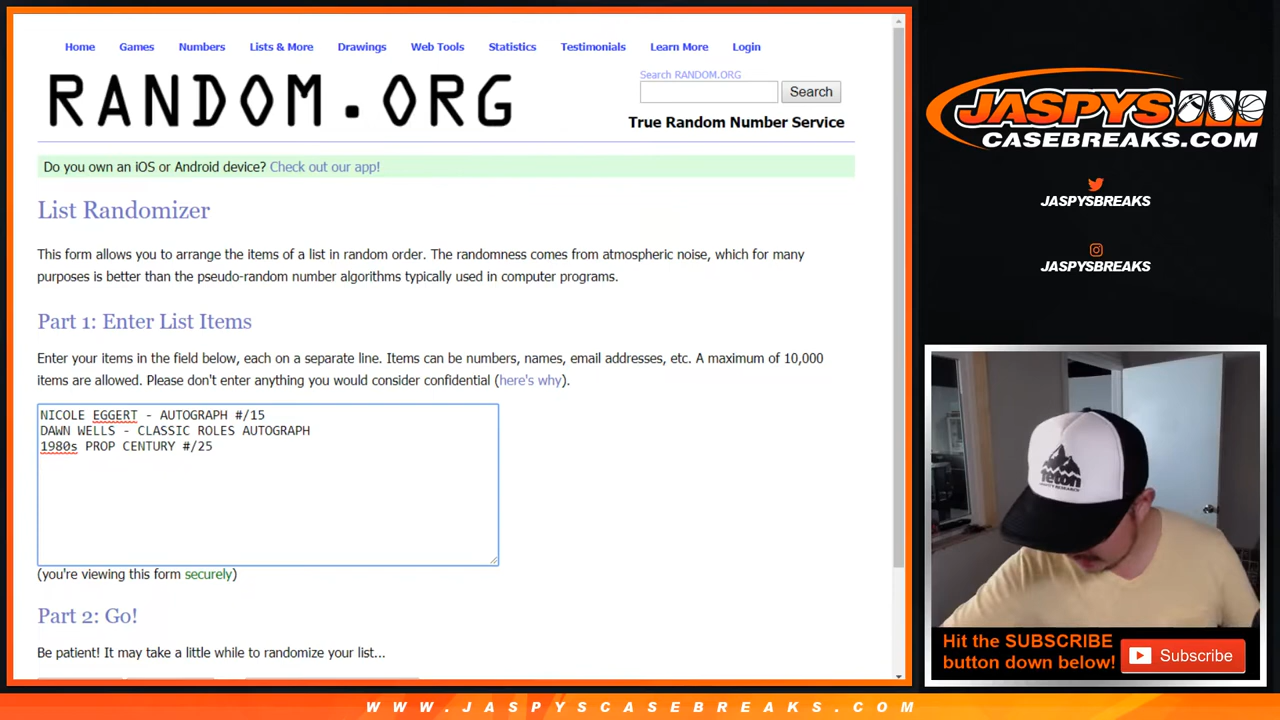 Home Games Numbers Lists & More Drawings Web Tools Statistics Testimonials Learn More Login
RANDOM.ORG
Search RANDOM.ORG
Search
True Random Number Service
Do you own an iOS or Android device? Check out our app!
List Randomizer
This form allows you to arrange the items of a list in random order. The randomness comes from atmospheric noise, which for many
purposes is better than the pseudo-random number algorithms typically used in computer programs.
Part 1: Enter List Items
Enter your items in the field below, each on a separate line. Items can be numbers, names, email addresses, etc. A maximum of 10,000
items are allowed. Please don't enter anything you would consider confidential (here's why).
NICOLE EGGERT - AUTOGRAPH #/15
DAWN WELLS - CLASSIC ROLES AUTOGRAPH
1980s PROP CENTURY #/25
(you're viewing this form securely)
Part 2: Go!
Be patient! It may take a little while to randomize your list...
JASPYS
CASEBREAKS.COM
JASPYSBREAKS
JASPYSBREAKS
teton
Hit the SUBSCRIBE
button down below!
Subscribe
WWW.JASPYSCASEBREAKS.COM